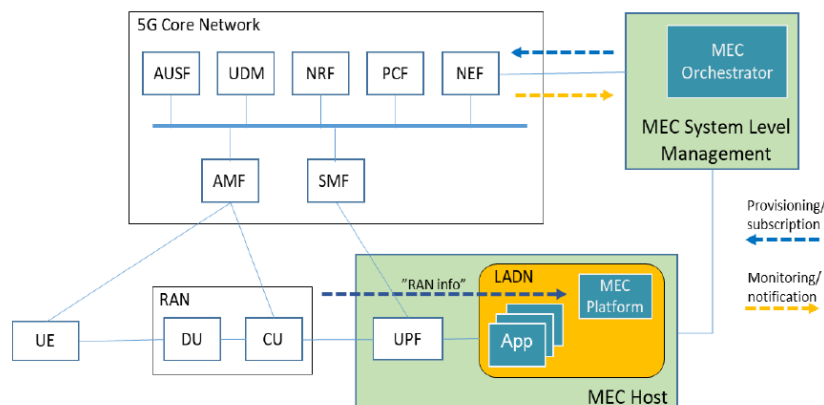 5G Core Network
AUSF
UDM
NRF
PCF
NEF
MEC
Orchestrator
MEC System Level
Management
AMF
SMF
Provisioning/
subscription
Monitoring/
notification
RAN
"RAN info"
LADN
MEC
Platform
UE
DU
CU
UPF
App
MEC Host